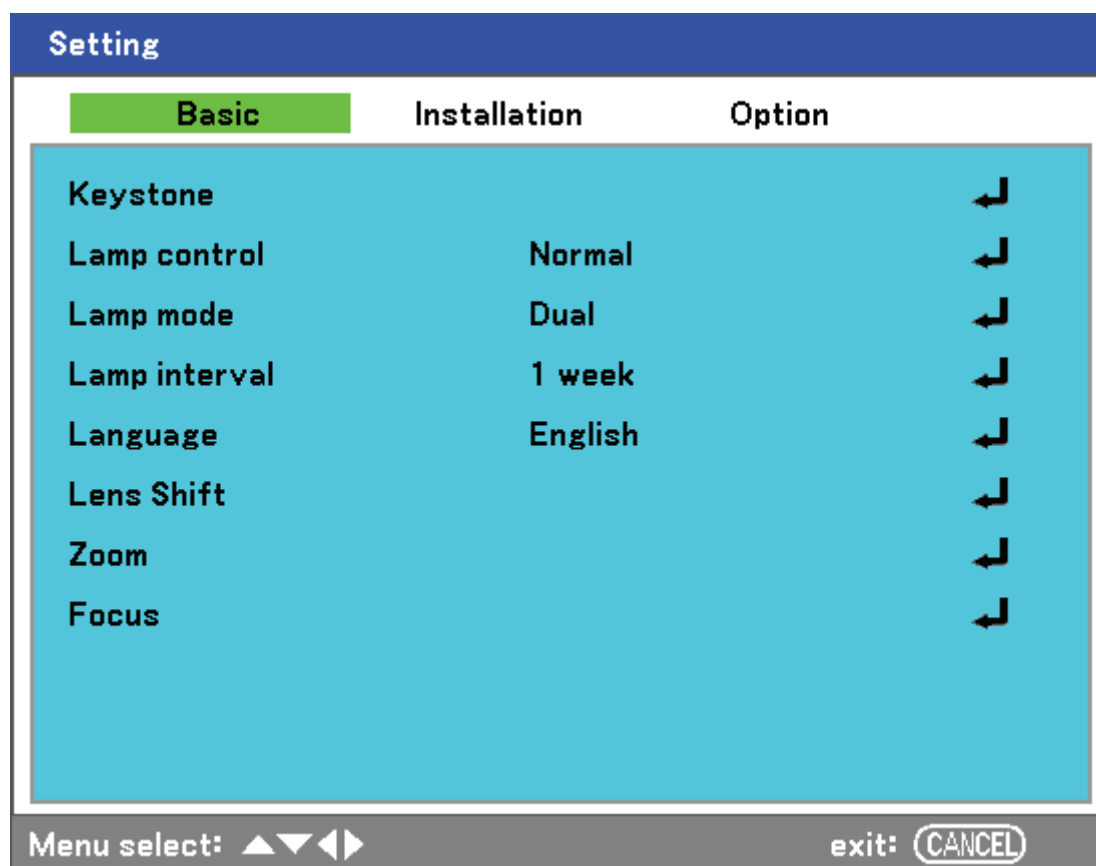 Setting
Basic Installation Option
Keystone
Lamp control Normal
Lamp mode Dual
Lamp interval 1 week
Language English
Lens Shift
Zoom
Focus
Menu select: ▲▼◀▶ exit: CANCEL